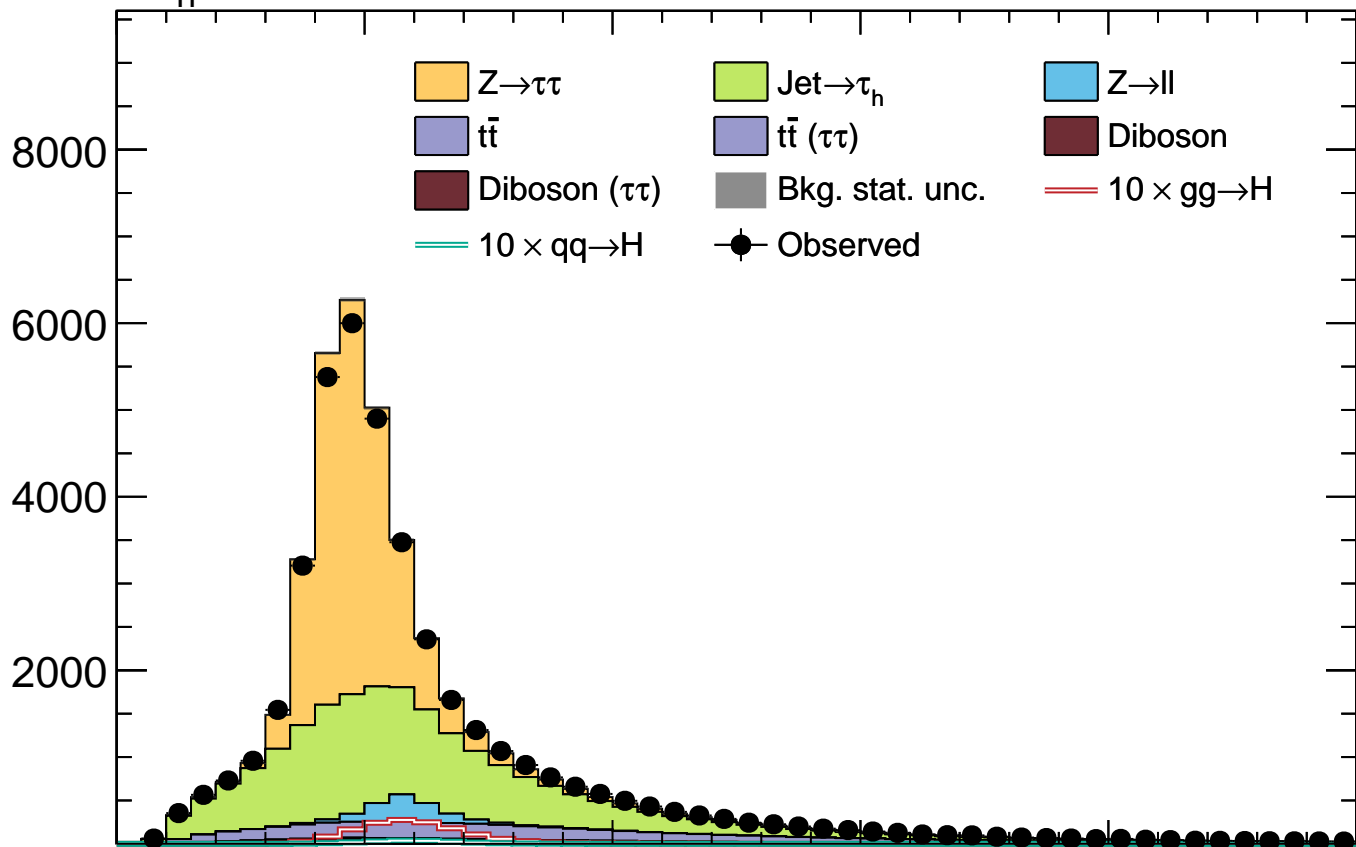 Z→ττ Jet→τh Z→ll
tt̄ tt̄ (ττ) Diboson
Diboson (ττ) Bkg. stat. unc. 10 × gg→H
10 × qq→H Observed
8000
6000
4000
2000